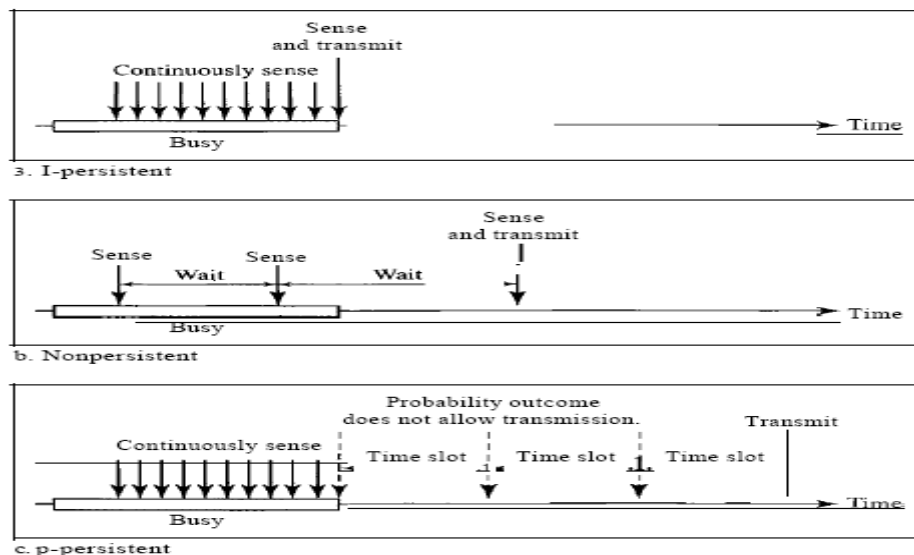 Sense
and transmit
Continuously sense
Busy
Time
3. I-persistent
Sense
and transmit
Sense
Sense
Wait
Wait
Busy
Time
b. Nonpersistent
Probability outcome
does not allow transmission.
Transmit
Continuously sense
Time slot
Time slot
Time slot
Busy
Time
c. p-persistent